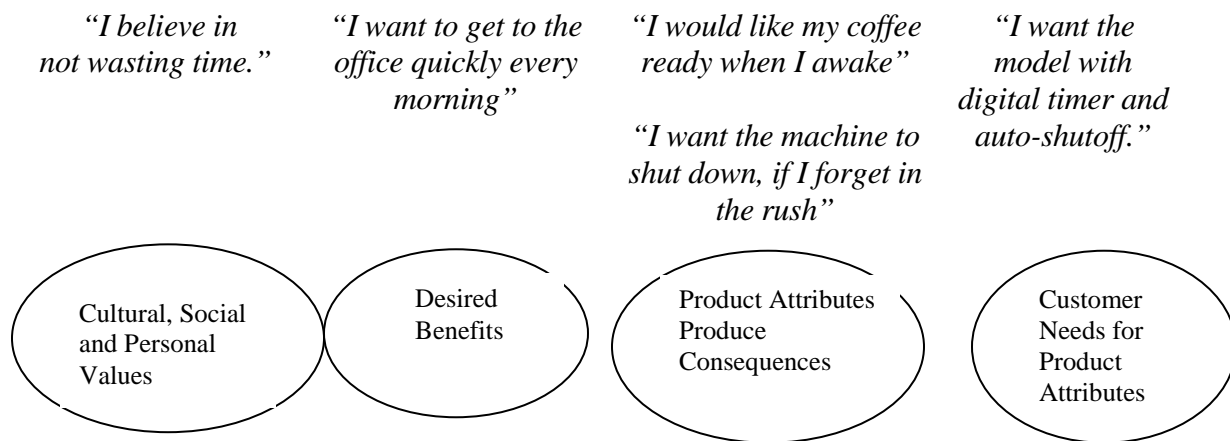 “I believe in
not wasting time.”
“I want to get to the
office quickly every
morning”
“I would like my coffee
ready when I awake”
“I want the machine to
shut down, if I forget in
the rush”
“I want the
model with
digital timer and
auto-shutoff.”
Cultural, Social
and Personal
Values
Desired
Benefits
Product Attributes
Produce
Consequences
Customer
Needs for
Product
Attributes